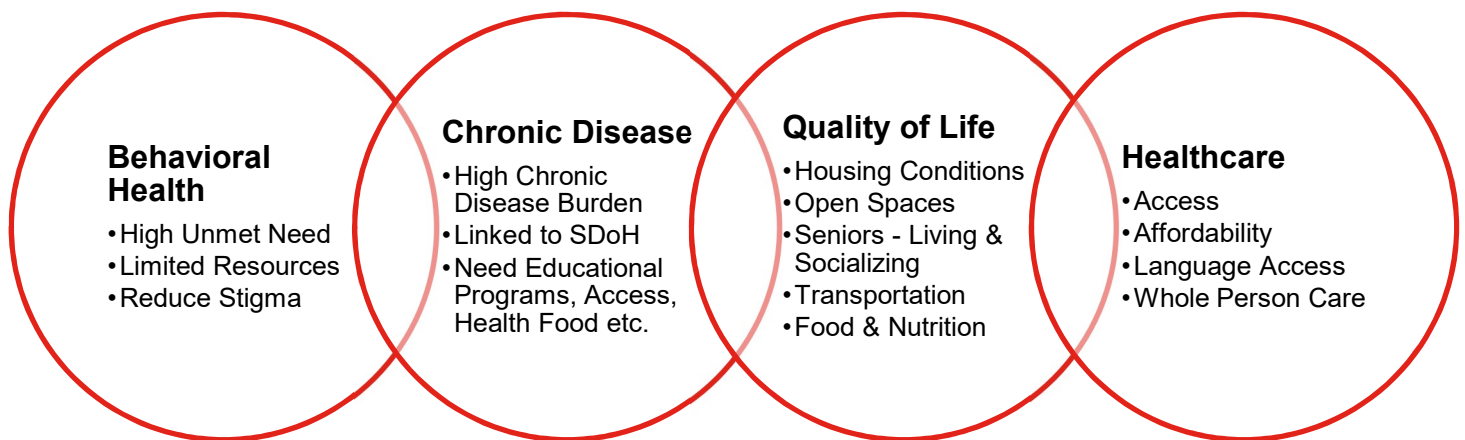 Behavioral
Health
•High Unmet Need
•Limited Resources
•Reduce Stigma
Chronic Disease
•High Chronic
Disease Burden
•Linked to SDoH
•Need Educational
Programs, Access,
Health Food etc.
Quality of Life
•Housing Conditions
•Open Spaces
•Seniors - Living &
Socializing
•Transportation
•Food & Nutrition
Healthcare
•Access
•Affordability
•Language Access
•Whole Person Care